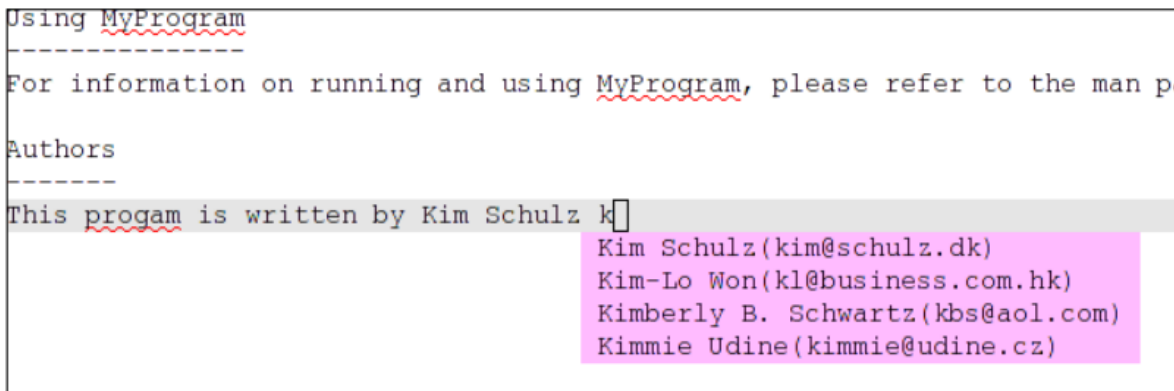 Using MyProgram
---------------
For information on running and using MyProgram, please refer to the man
Authors
-------
This progam is written by Kim Schulz k
Kim Schulz(kim@schulz.dk)
Kim-Lo Won(kl@business.com.hk)
Kimberly B. Schwartz(kbs@aol.com)
Kimmie Udine(kimmie@udine.cz)